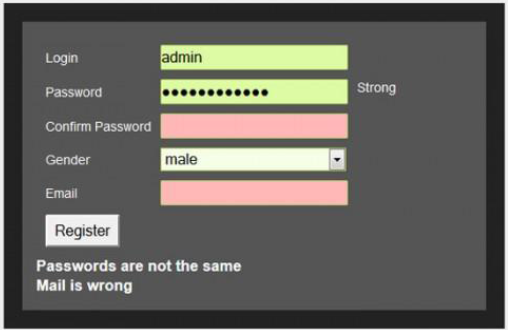 Login admin
Password ●●●●●●●●●●●● Strong
Confirm Password
Gender male
Email
Register
Passwords are not the same
Mail is wrong